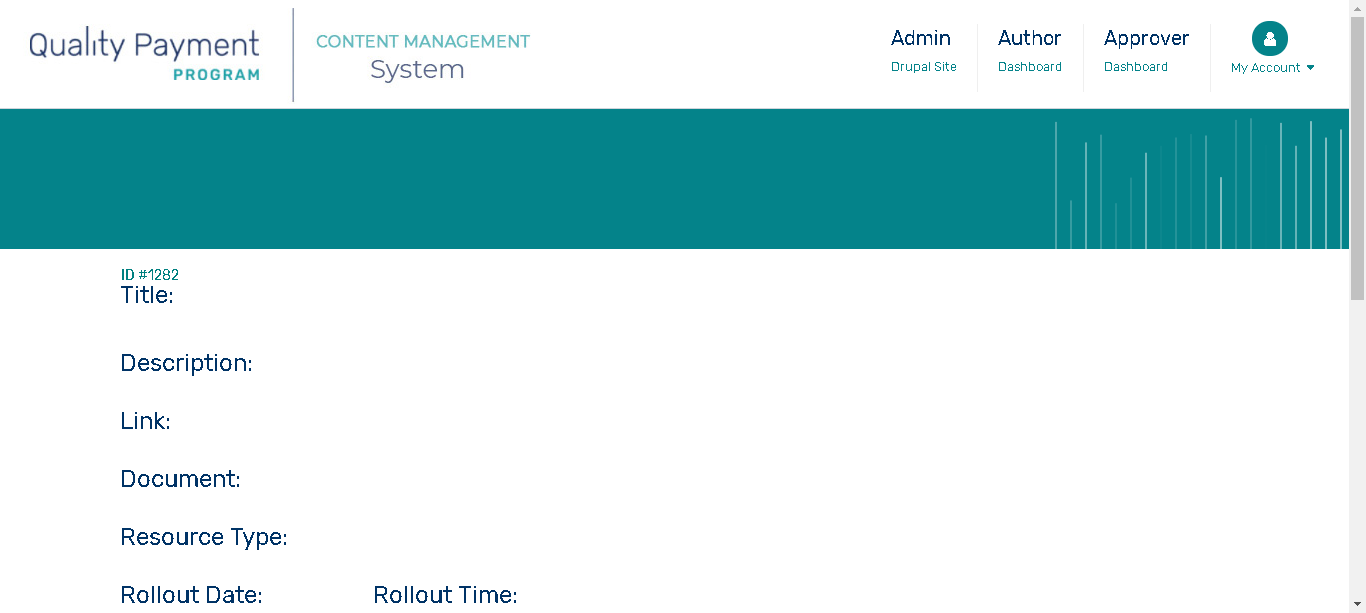 Quality Payment
PROGRAM
CONTENT MANAGEMENT
System
Admin
Drupal Site
Author
Dashboard
Approver
Dashboard
My Account
ID #1282
Title:
Description:
Link:
Document:
Resource Type:
Rollout Date: Rollout Time: